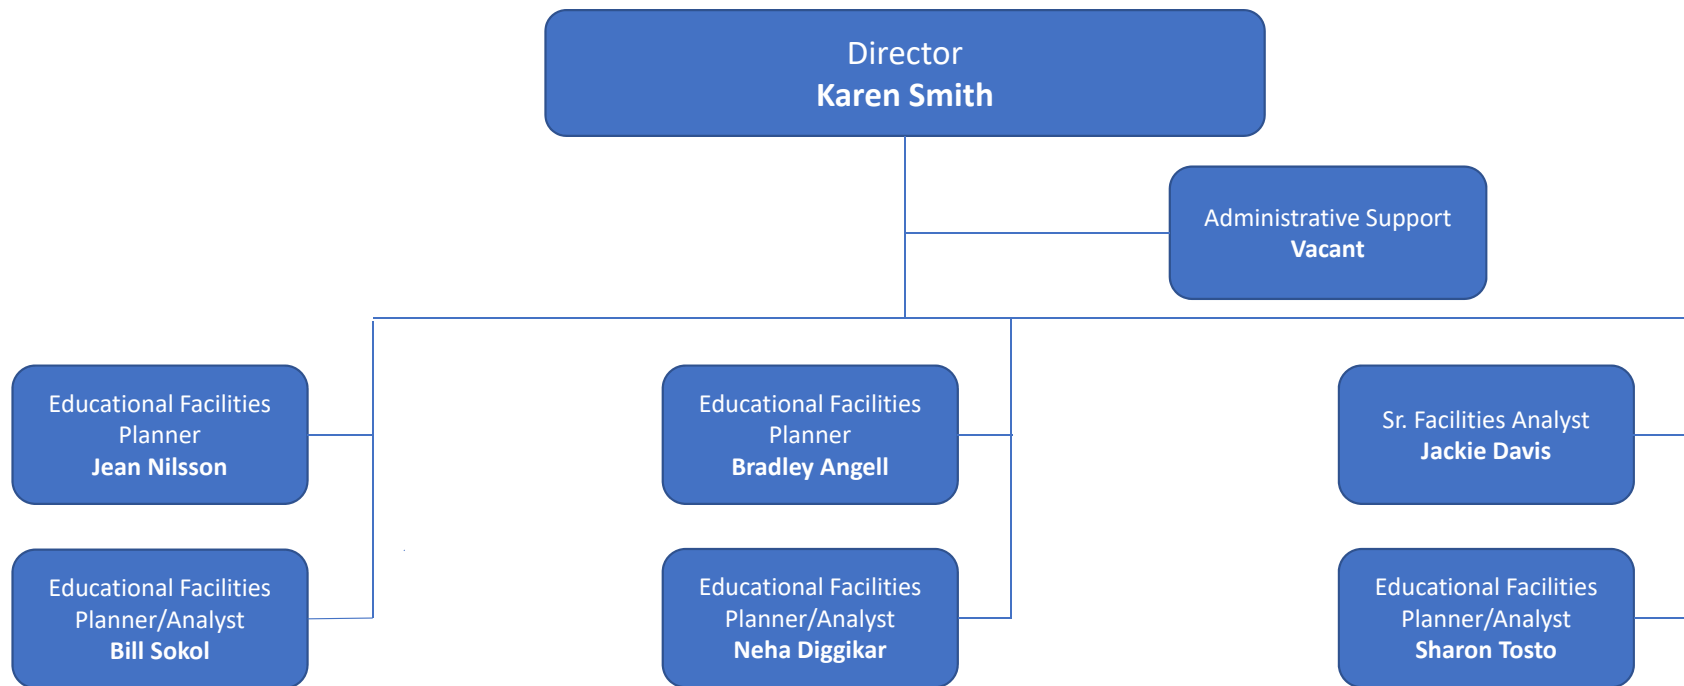 Director
Karen Smith
Administrative Support
Vacant
Educational Facilities
Planner
Jean Nilsson
Educational Facilities
Planner
Bradley Angell
Sr. Facilities Analyst
Jackie Davis
Educational Facilities
Planner/Analyst
Bill Sokol
Educational Facilities
Planner/Analyst
Neha Diggikar
Educational Facilities
Planner/Analyst
Sharon Tosto